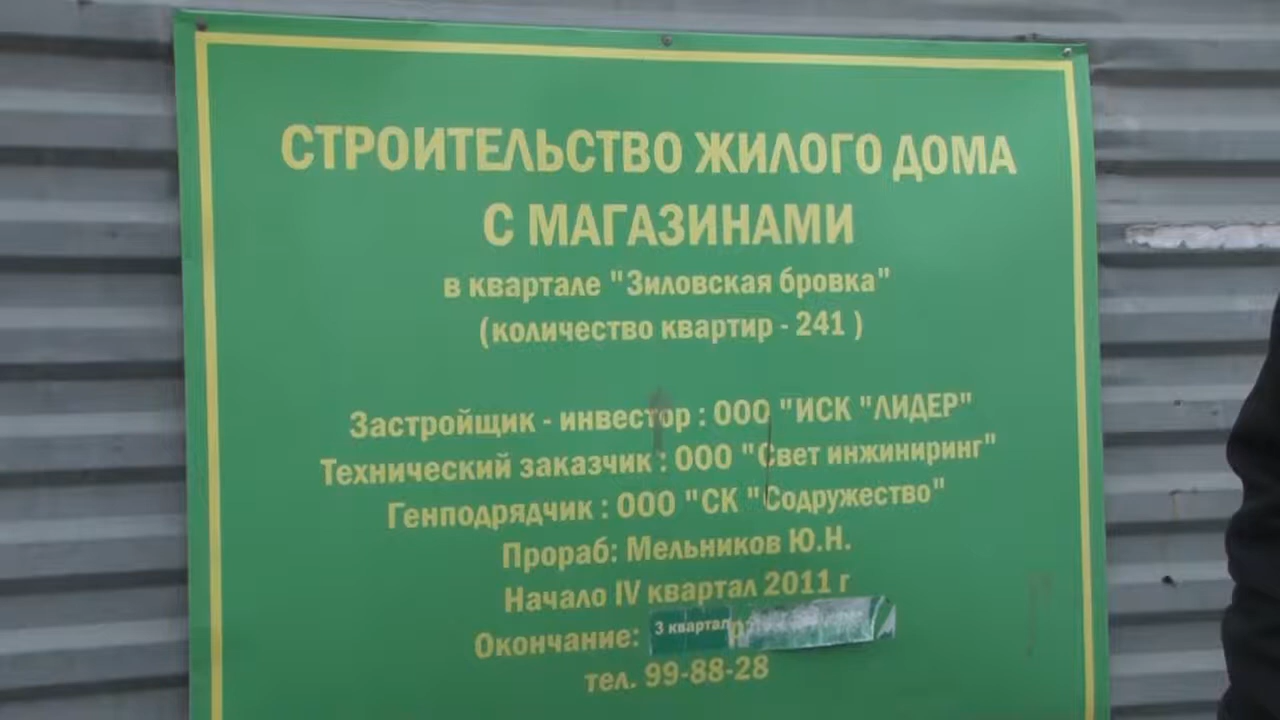 СТРОИТЕЛЬСТВО ЖИЛОГО ДОМА
С МАГАЗИНАМИ
в квартале "Зиловская бровка"
(количество квартир - 241 )
Застройщик - инвестор : ООО "ИСК "ЛИДЕР"
Технический заказчик : ООО "Свет инжиниринг"
Генподрядчик : ООО "СК "Содружество"
Прораб: Мельников Ю.Н.
Начало IV квартал 2011 г
Окончание: 3 квартал
тел. 99-88-28